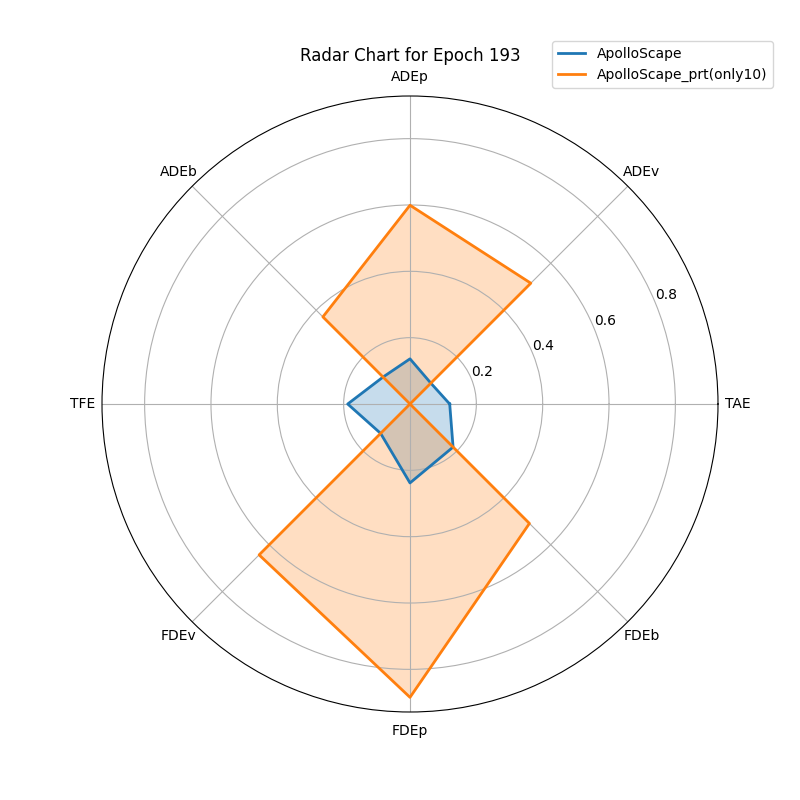 Radar Chart for Epoch 193
ApolloScape
ApolloScape_prt(only10)
ADEp
ADEb
ADEv
0.8
0.6
0.4
0.2
TFE
TAE
FDEv
FDEb
FDEp